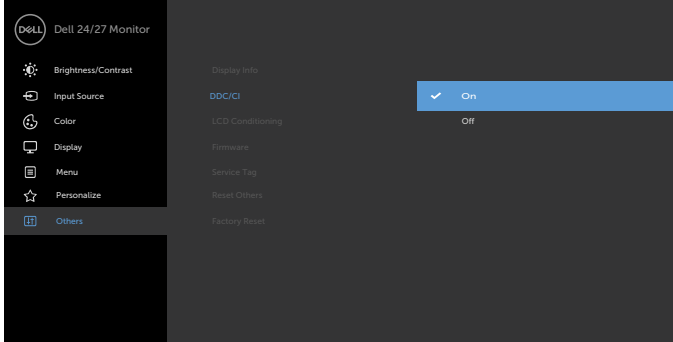 DELL Dell 24/27 Monitor
Brightness/Contrast
Input Source
Color
Display
Menu
Personalize
Others
Display Info
DDC/CI
LCD Conditioning
Firmware
Service Tag
Reset Others
Factory Reset
On
Off